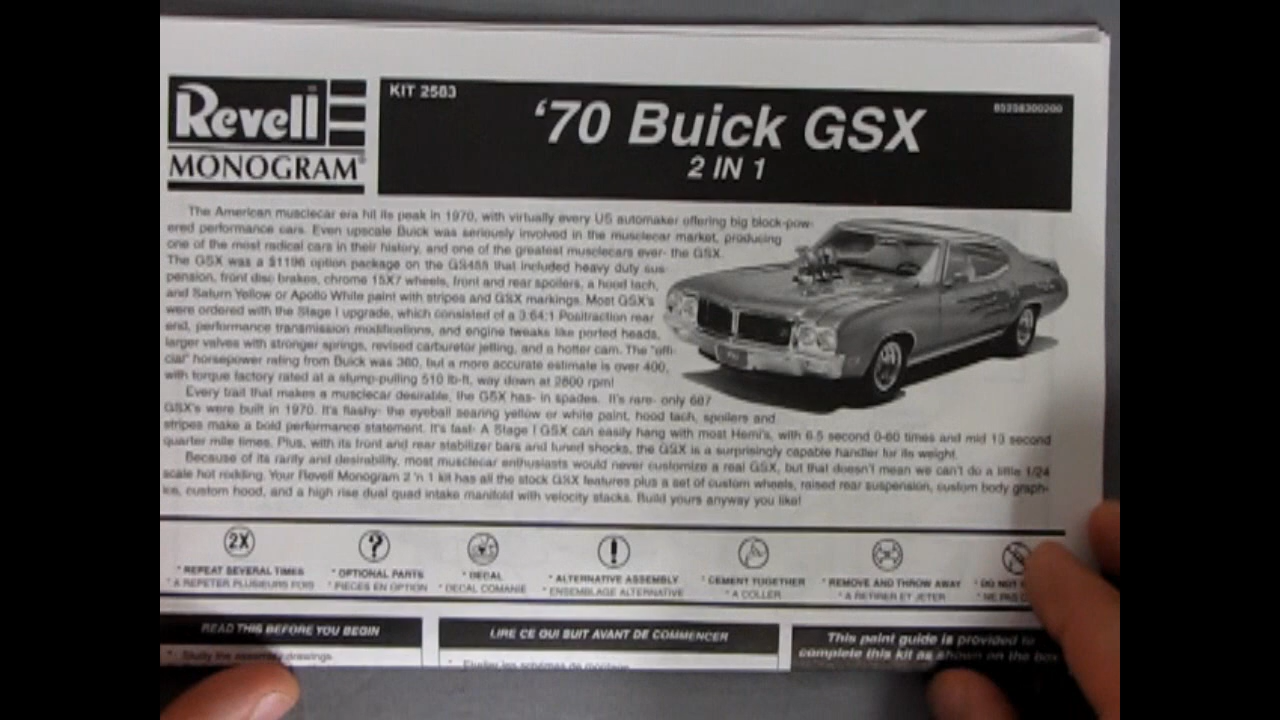 Revell
MONOGRAM®
KIT 2583
85258300200
'70 Buick GSX
2 IN 1
The American musclecar era hit its peak in 1970, with virtually every US automaker offering big block-pow-
ered performance cars. Even upscale Buick was seriously involved in the musclecar market, producing
one of the most radical cars in their history, and one of the greatest musclecars ever- the GSX.
The GSX was a $1196 option package on the GS455 that included heavy duty sus-
pension, front disc brakes, chrome 15X7 wheels, front and rear spoilers, a hood tach,
and Saturn Yellow or Apollo White paint with stripes and GSX markings. Most GSX's
were ordered with the Stage I upgrade, which consisted of a 3.64:1 Positraction rear
end, performance transmission modifications, and engine tweaks like ported heads,
larger valves with stronger springs, revised carburetor jetting, and a hotter cam. The "offi-
cial" horsepower rating from Buick was 360, but a more accurate estimate is over 400,
with torque factory rated at a stump-pulling 510 lb-ft, way down at 2800 rpm!
Every trait that makes a musclecar desirable, the GSX has- in spades. It's rare- only 687
GSX's were built in 1970. It's flashy- the eyeball searing yellow or white paint, hood tach, spoilers and
stripes make a bold performance statement. It's fast- A Stage I GSX can easily hang with most Hemi's, with 6.5 second 0-60 times and mid 13 second
quarter mile times. Plus, with its front and rear stabilizer bars and tuned shocks, the GSX is a surprisingly capable handler for its weight.
Because of its rarity and desirability, most musclecar enthusiasts would never customize a real GSX, but that doesn't mean we can't do a little 1/24
scale hot rodding. Your Revell Monogram 2 'n 1 kit has all the stock GSX features plus a set of custom wheels, raised rear suspension, custom body graph-
ics, custom hood, and a high rise dual quad intake manifold with velocity stacks. Build yours anyway you like!
2X ? !
* REPEAT SEVERAL TIMES * OPTIONAL PARTS * DECAL * ALTERNATIVE ASSEMBLY * CEMENT TOGETHER * REMOVE AND THROW AWAY * DO NOT
* A REPETER PLUSIEURS FOIS * PIECES EN OPTION * DECALCOMANIE * ENSEMBLAGE ALTERNATIVE * A COLLER * A RETIRER ET JETER * NE PAS
READ THIS BEFORE YOU BEGIN
* Study the assembly drawings.
LIRE CE QUI SUIT AVANT DE COMMENCER
* Etudier les schémas de montage.
This paint guide is provided to
complete this kit as shown on the box